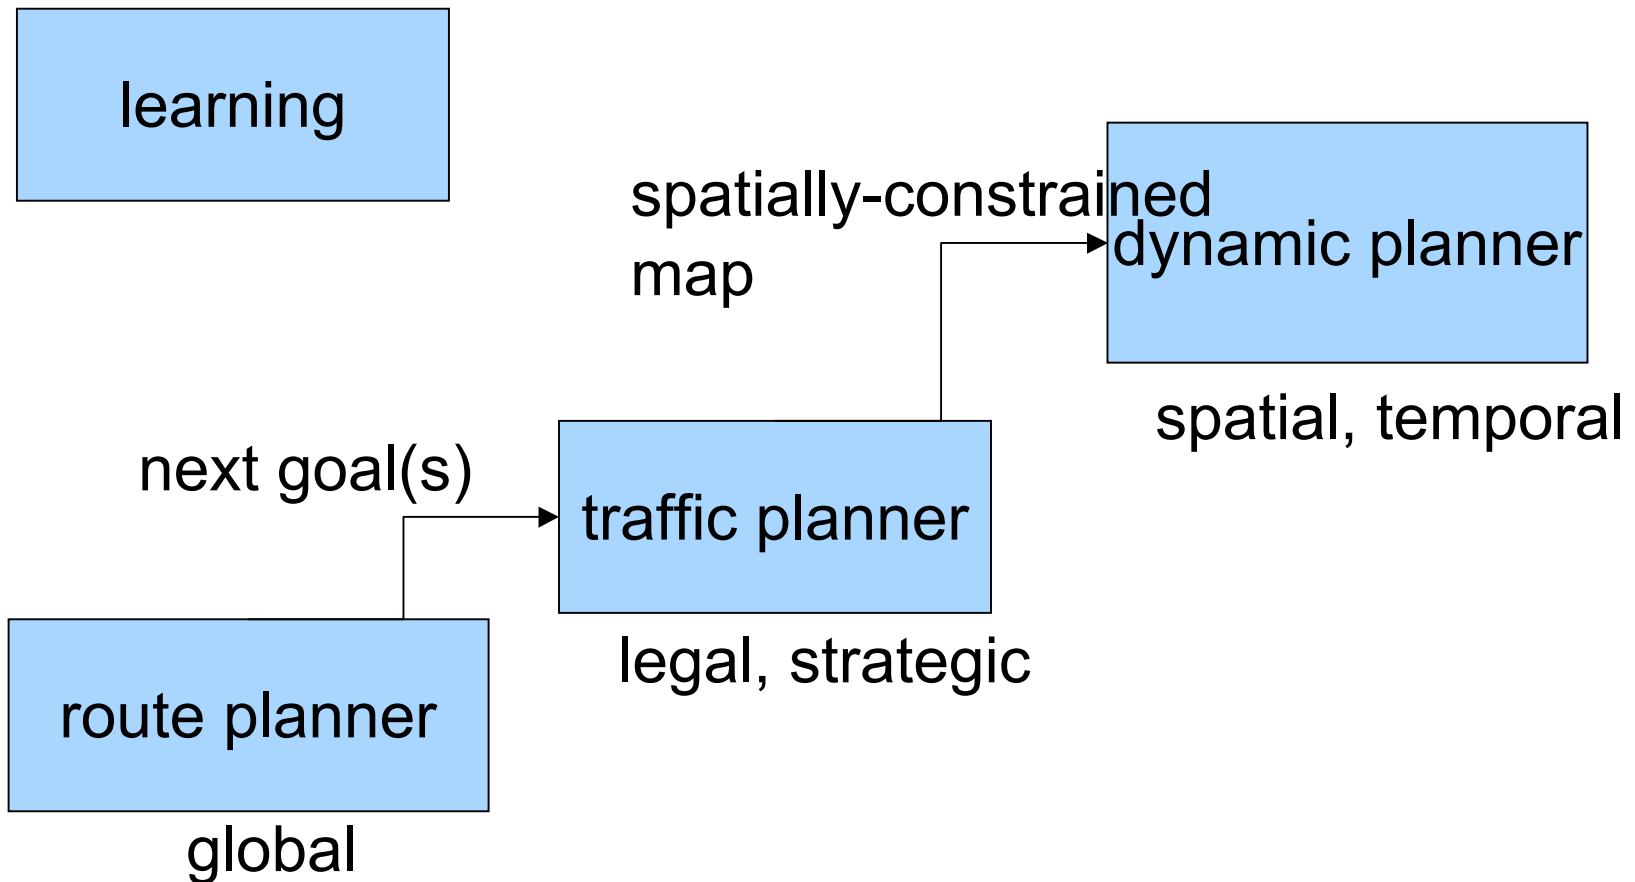 learning
spatially-constrained
map
dynamic planner
spatial, temporal
next goal(s)
traffic planner
legal, strategic
route planner
global